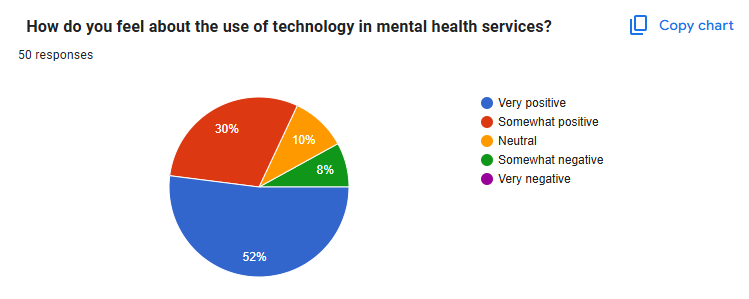 How do you feel about the use of technology in mental health services?
Copy chart
50 responses
Very positive
Somewhat positive
Neutral
Somewhat negative
Very negative
30%
10%
8%
52%